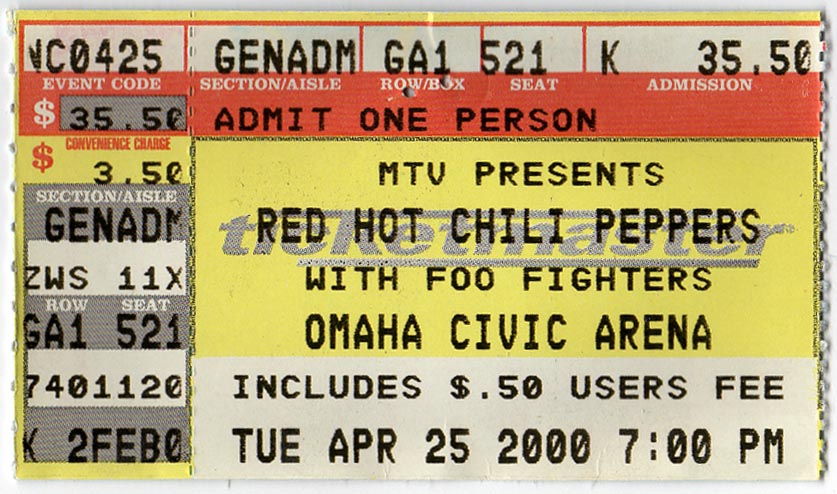 NC0425 GENADM GA1 521 K 35.50
EVENT CODE SECTION/AISLE ROW/BOX SEAT ADMISSION
$ 35.50 ADMIT ONE PERSON
CONVENIENCE CHARGE
$ 3.50
SECTION/AISLE
GENADM
ZWS 11X
ROW SEAT
GA1 521
7401120
K 2FEB0
MTV PRESENTS
RED HOT CHILI PEPPERS
ticketmaster
WITH FOO FIGHTERS
OMAHA CIVIC ARENA
INCLUDES $.50 USERS FEE
TUE APR 25 2000 7:00 PM